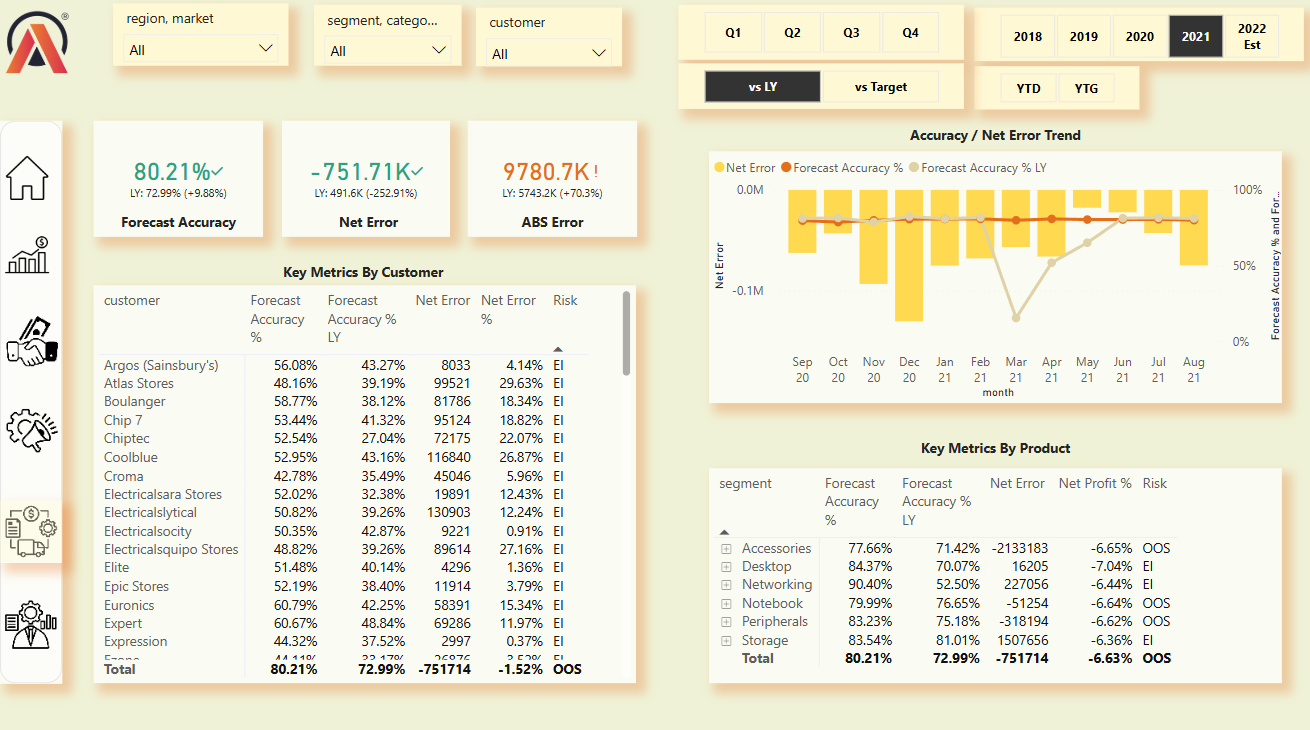 ®
region, market
All
segment, catego...
All
customer
All
Q1 Q2 Q3 Q4
vs LY vs Target
2018 2019 2020 2021 2022 Est
YTD YTG
80.21%
LY: 72.99% (+9.88%)
Forecast Accuracy
-751.71K
LY: 491.6K (-252.91%)
Net Error
9780.7K !
LY: 5743.2K (+70.3%)
ABS Error
Key Metrics By Customer
customer Forecast Accuracy % Forecast Accuracy % LY Net Error Net Error % Risk
Argos (Sainsbury's) 56.08% 43.27% 8033 4.14% EI
Atlas Stores 48.16% 39.19% 99521 29.63% EI
Boulanger 58.77% 38.12% 81786 18.34% EI
Chip 7 53.44% 41.32% 95124 18.82% EI
Chiptec 52.54% 27.04% 72175 22.07% EI
Coolblue 52.95% 43.16% 116840 26.87% EI
Croma 42.78% 35.49% 45046 5.96% EI
Electricalsara Stores 52.02% 32.38% 19891 12.43% EI
Electricalslytical 50.82% 39.26% 130903 12.24% EI
Electricalsocity 50.35% 42.87% 9221 0.91% EI
Electricalsquipo Stores 48.82% 39.26% 89614 27.16% EI
Elite 51.48% 40.14% 4296 1.36% EI
Epic Stores 52.19% 38.40% 11914 3.79% EI
Euronics 60.79% 42.25% 58391 15.34% EI
Expert 60.67% 48.84% 69286 11.97% EI
Expression 44.32% 37.52% 2997 0.37% EI
Total 80.21% 72.99% -751714 -1.52% OOS
Accuracy / Net Error Trend
Net Error Forecast Accuracy % Forecast Accuracy % LY
0.0M
-0.1M
Net Error
100%
50%
0%
Forecast Accuracy % and For...
Sep 20 Oct 20 Nov 20 Dec 20 Jan 21 Feb 21 Mar 21 Apr 21 May 21 Jun 21 Jul 21 Aug 21
month
Key Metrics By Product
segment Forecast Accuracy % Forecast Accuracy % LY Net Error Net Profit % Risk
Accessories 77.66% 71.42% -2133183 -6.65% OOS
Desktop 84.37% 70.07% 16205 -7.04% EI
Networking 90.40% 52.50% 227056 -6.44% EI
Notebook 79.99% 76.65% -51254 -6.64% OOS
Peripherals 83.23% 75.18% -318194 -6.62% OOS
Storage 83.54% 81.01% 1507656 -6.36% EI
Total 80.21% 72.99% -751714 -6.63% OOS